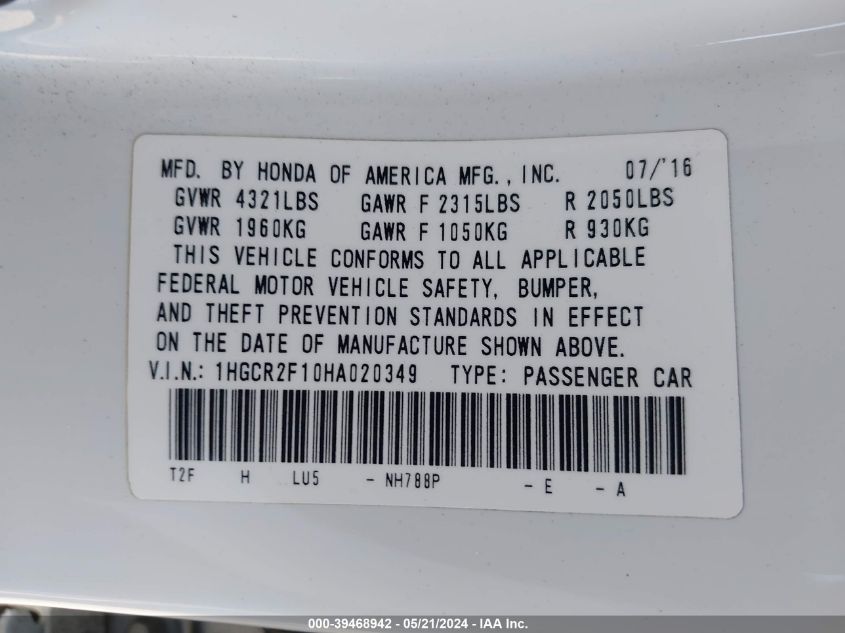 MFD. BY HONDA OF AMERICA MFG., INC. 07/'16
GVWR 4321LBS GAWR F 2315LBS R 2050LBS
GVWR 1960KG GAWR F 1050KG R 930KG
THIS VEHICLE CONFORMS TO ALL APPLICABLE
FEDERAL MOTOR VEHICLE SAFETY, BUMPER,
AND THEFT PREVENTION STANDARDS IN EFFECT
ON THE DATE OF MANUFACTURE SHOWN ABOVE.
V.I.N.: 1HGCR2F10HA020349 TYPE: PASSENGER CAR
T2F H LU5 - NH788P - E - A
000-39468942 - 05/21/2024 - IAA Inc.